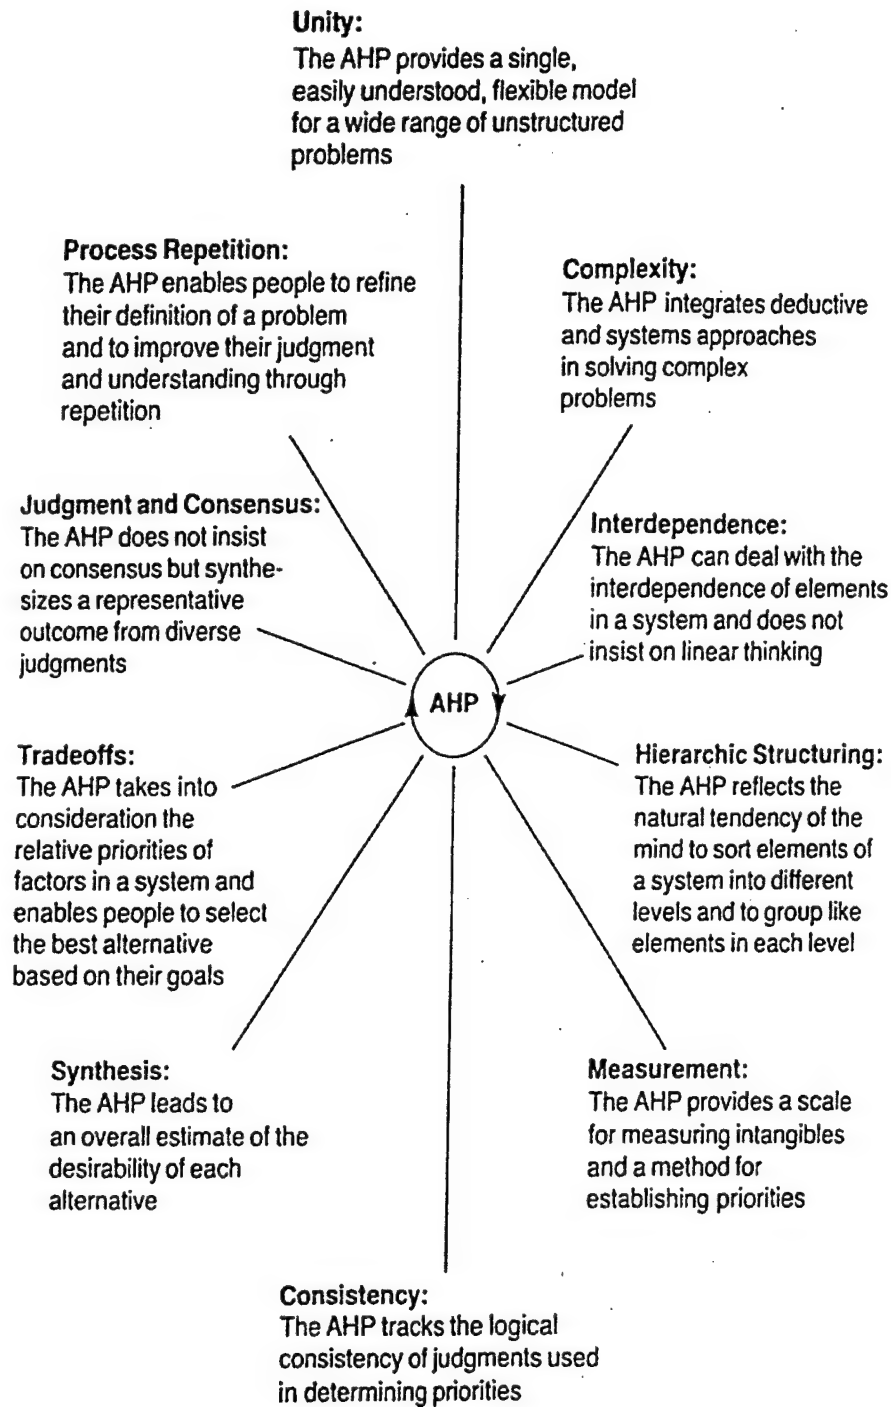 Unity:
The AHP provides a single,
easily understood, flexible model
for a wide range of unstructured
problems
Process Repetition:
The AHP enables people to refine
their definition of a problem
and to improve their judgment
and understanding through
repetition
Complexity:
The AHP integrates deductive
and systems approaches
in solving complex
problems
Judgment and Consensus:
The AHP does not insist
on consensus but synthe-
sizes a representative
outcome from diverse
judgments
Interdependence:
The AHP can deal with the
interdependence of elements
in a system and does not
insist on linear thinking
AHP
Tradeoffs:
The AHP takes into
consideration the
relative priorities of
factors in a system and
enables people to select
the best alternative
based on their goals
Hierarchic Structuring:
The AHP reflects the
natural tendency of the
mind to sort elements of
a system into different
levels and to group like
elements in each level
Synthesis:
The AHP leads to
an overall estimate of the
desirability of each
alternative
Measurement:
The AHP provides a scale
for measuring intangibles
and a method for
establishing priorities
Consistency:
The AHP tracks the logical
consistency of judgments used
in determining priorities